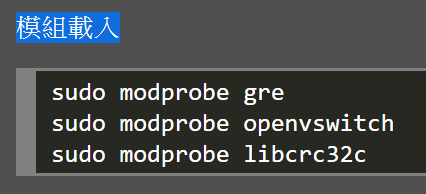 模組載入
sudo modprobe gre
sudo modprobe openvswitch
sudo modprobe libcrc32c